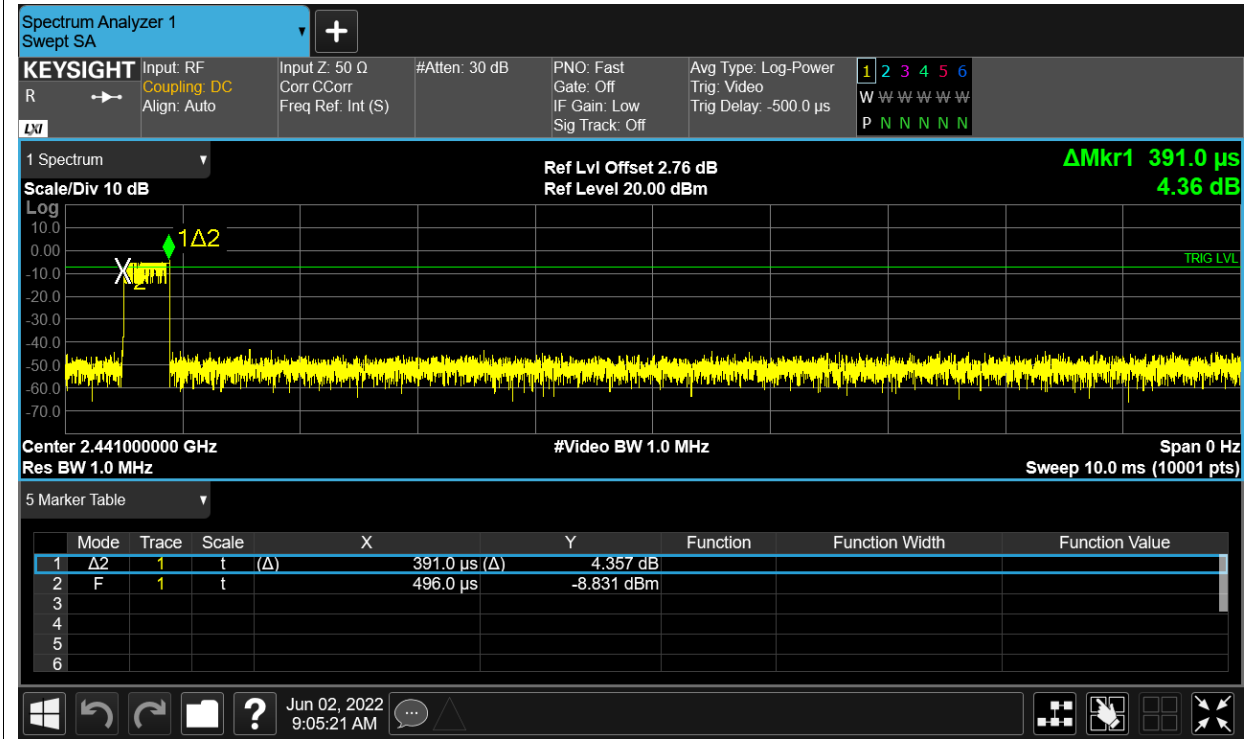 Spectrum Analyzer 1
Swept SA
KEYSIGHT Input: RF Input Z: 50 Ω #Atten: 30 dB PNO: Fast Avg Type: Log-Power 1 2 3 4 5 6
R Coupling: DC Corr CCorr Gate: Off Trig: Video W W W W W W
Align: Auto Freq Ref: Int (S) IF Gain: Low Trig Delay: -500.0 µs P N N N N N
LXI Sig Track: Off
1 Spectrum Ref Lvl Offset 2.76 dB ΔMkr1 391.0 µs
Scale/Div 10 dB Ref Level 20.00 dBm 4.36 dB
Log
10.0 1Δ2
0.00
TRIG LVL
-10.0 X 2
-20.0
-30.0
-40.0
-50.0
-60.0
-70.0
Center 2.441000000 GHz #Video BW 1.0 MHz Span 0 Hz
Res BW 1.0 MHz Sweep 10.0 ms (10001 pts)
5 Marker Table
Mode Trace Scale X Y Function Function Width Function Value
1 Δ2 1 t (Δ) 391.0 µs (Δ) 4.357 dB
2 F 1 t 496.0 µs -8.831 dBm
3
4
5
6
? Jun 02, 2022
9:05:21 AM